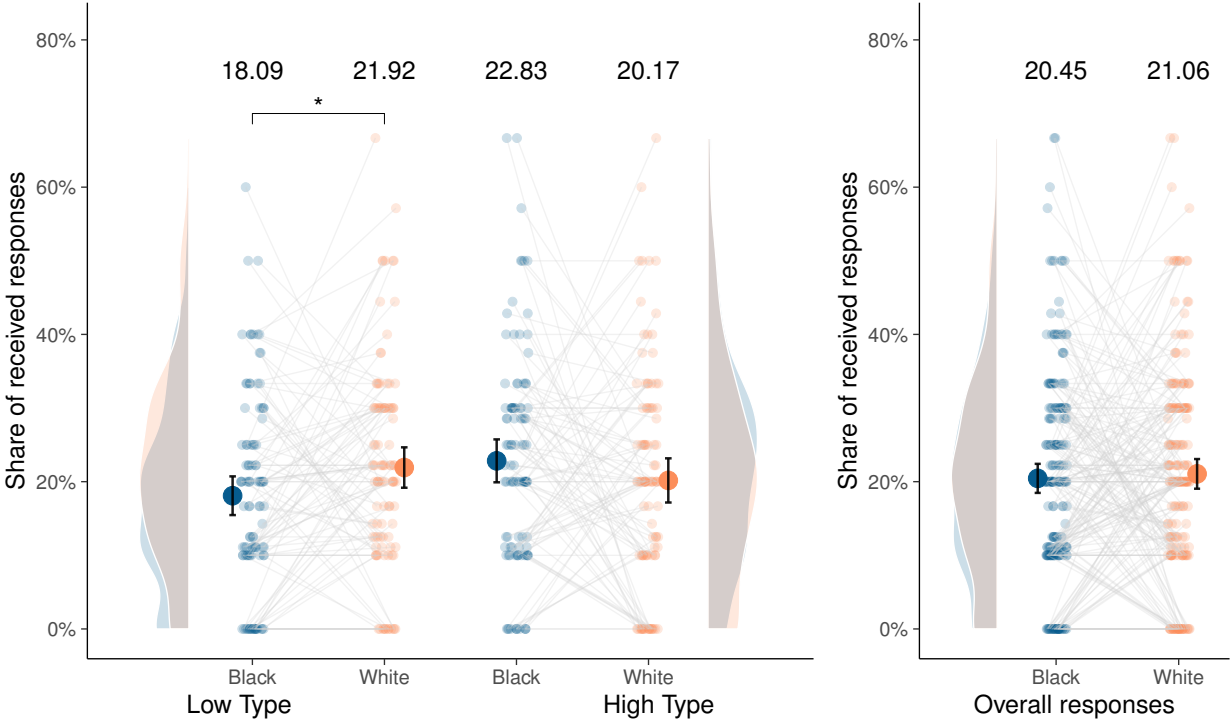 Share of received responses
80%
60%
40%
20%
0%
18.09 21.92 22.83 20.17
*
Black White Black White
Low Type High Type
Share of received responses
80%
60%
40%
20%
0%
20.45 21.06
Black White
Overall responses